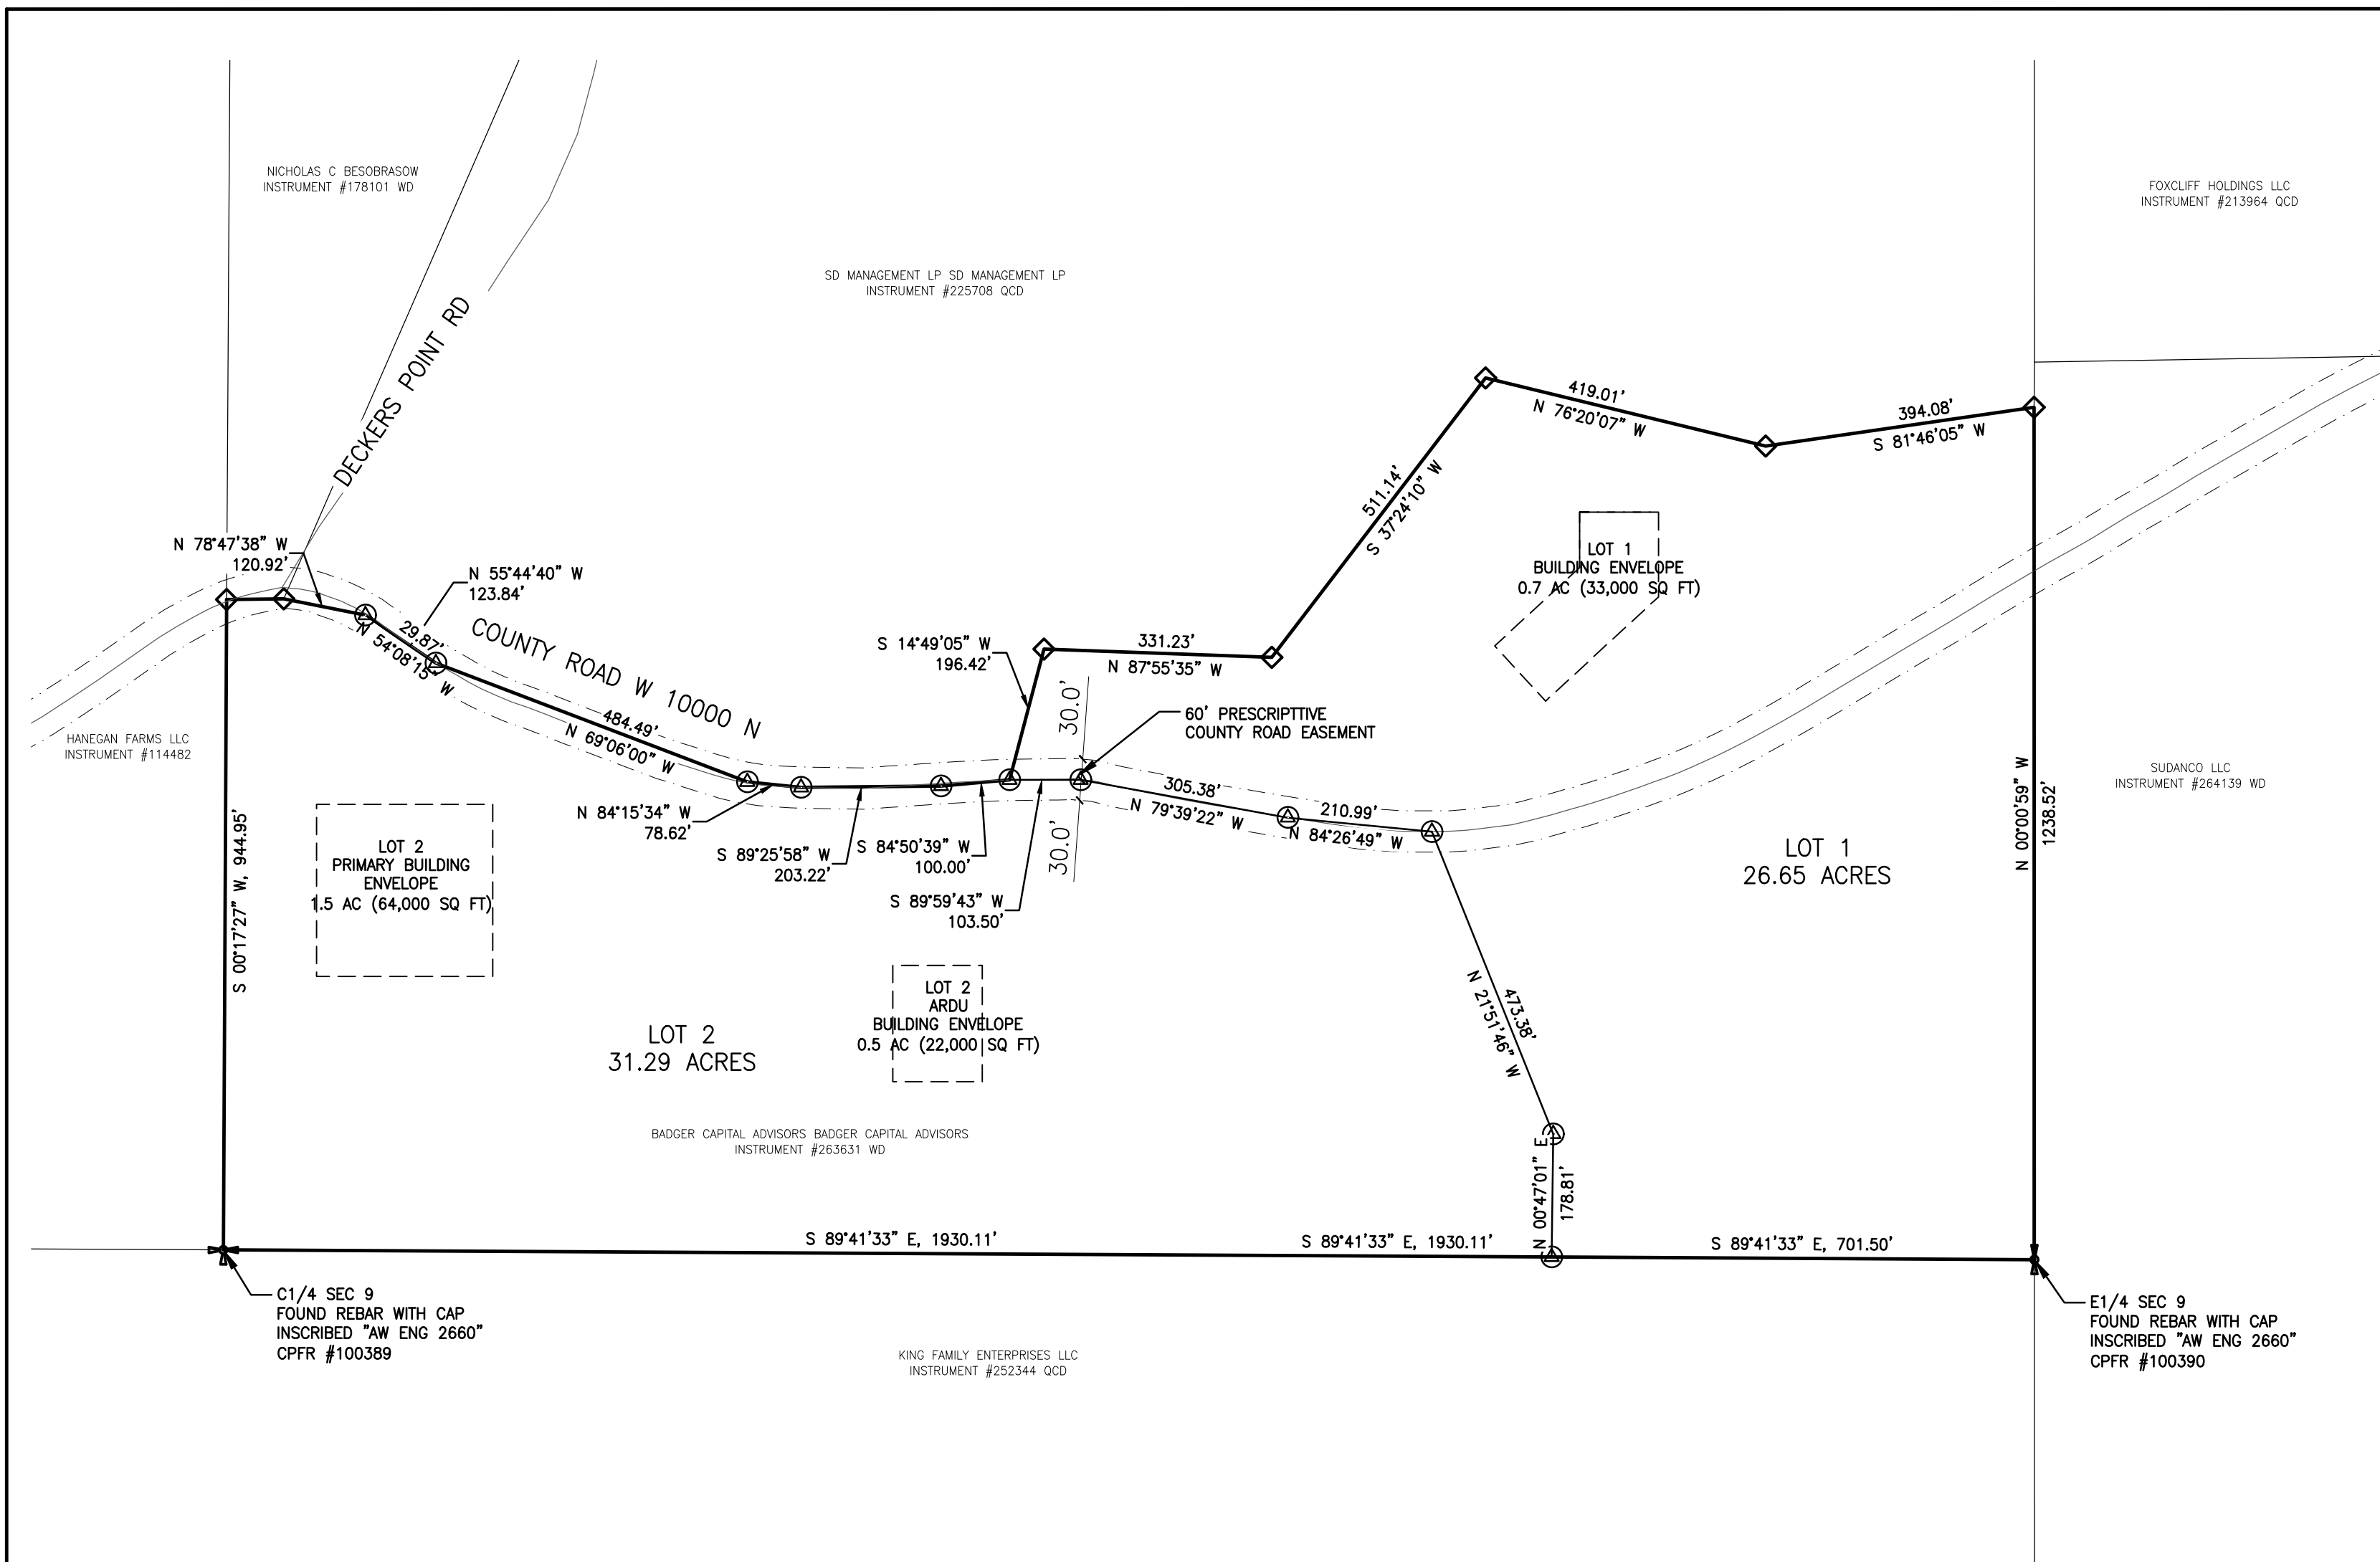 NICHOLAS C BESOBRASOW
INSTRUMENT #178101 WD
FOXCLIFF HOLDINGS LLC
INSTRUMENT #213964 QCD
SD MANAGEMENT LP SD MANAGEMENT LP
INSTRUMENT #225708 QCD
DECKERS POINT RD
419.01'
N 76°20'07" W
394.08'
S 81°46'05" W
511.14'
S 37°24'10" W
N 78°47'38" W
120.92'
N 55°44'40" W
123.84'
29.87'
N 54°08'15" W
COUNTY ROAD W 10000 N
LOT 1
BUILDING ENVELOPE
0.7 AC (33,000 SQ FT)
S 14°49'05" W
196.42'
331.23'
N 87°55'35" W
30.0'
60' PRESCRIPTTIVE
COUNTY ROAD EASEMENT
484.49'
N 69°06'00" W
HANEGAN FARMS LLC
INSTRUMENT #114482
SUDANCO LLC
INSTRUMENT #264139 WD
305.38'
N 79°39'22" W
210.99'
N 84°26'49" W
N 84°15'34" W
78.62'
S 89°25'58" W
203.22'
S 84°50'39" W
100.00'
30.0'
S 89°59'43" W
103.50'
N 00°00'59" W
1238.52'
LOT 1
26.65 ACRES
S 00°17'27" W, 944.95'
LOT 2
PRIMARY BUILDING
ENVELOPE
1.5 AC (64,000 SQ FT)
LOT 2
ARDU
BUILDING ENVELOPE
0.5 AC (22,000 SQ FT)
473.38'
N 21°51'46" W
LOT 2
31.29 ACRES
BADGER CAPITAL ADVISORS BADGER CAPITAL ADVISORS
INSTRUMENT #263631 WD
N 00°47'01" E
178.81'
S 89°41'33" E, 1930.11'
S 89°41'33" E, 1930.11'
S 89°41'33" E, 701.50'
C1/4 SEC 9
FOUND REBAR WITH CAP
INSCRIBED "AW ENG 2660"
CPFR #100389
E1/4 SEC 9
FOUND REBAR WITH CAP
INSCRIBED "AW ENG 2660"
CPFR #100390
KING FAMILY ENTERPRISES LLC
INSTRUMENT #252344 QCD